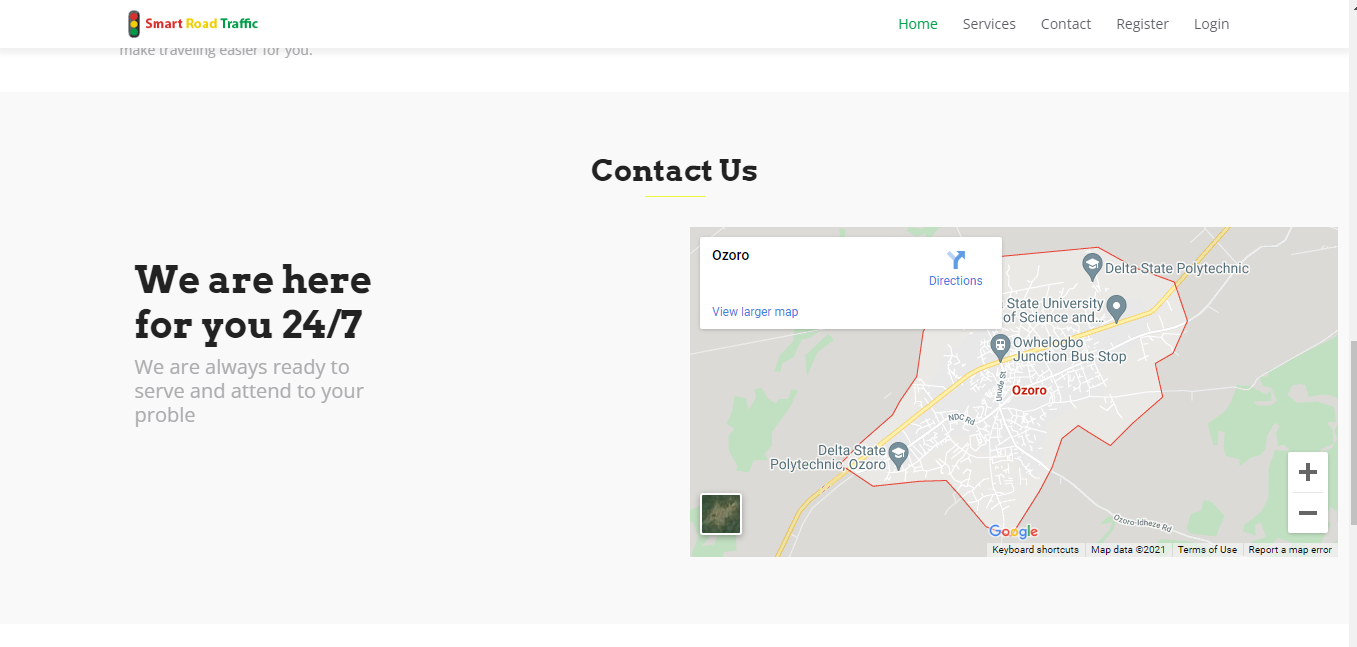 Smart Road Traffic
Home
Services
Contact
Register
Login
make traveling easier for you.
Contact Us
We are here
for you 24/7
We are always ready to
serve and attend to your
proble
Ozoro
Directions
View larger map
Delta State Polytechnic
State University
of Science and...
Owhelogbo
Junction Bus Stop
Urude St
Ozoro
NDC Rd
Delta State
Polytechnic, Ozoro
Ozoro-Idheze Rd
Google
Keyboard shortcuts
Map data ©2021
Terms of Use
Report a map error